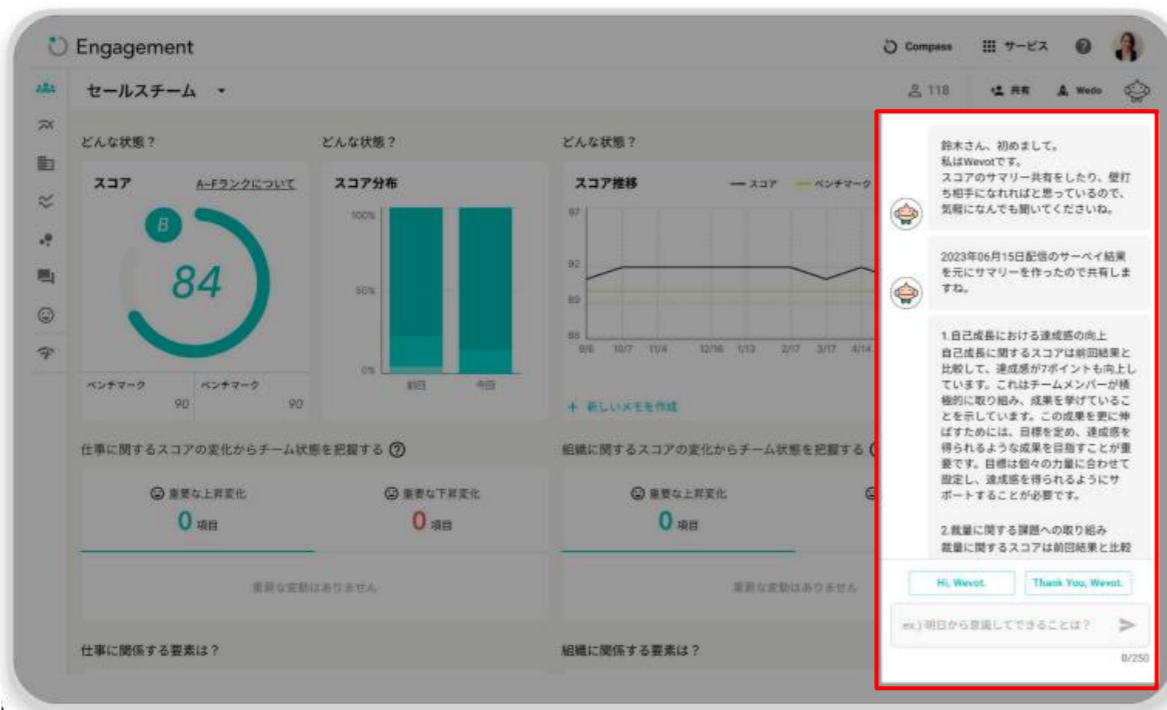 Engagement
Compass
サービス
セールスチーム
118
共有
Wedo
どんな状態？
どんな状態？
どんな状態？
スコア
A–Fランクについて
B
84
ベンチマーク
ベンチマーク
90
90
スコア分布
100%
50%
0%
前回
今回
スコア推移
スコア
ベンチマーク
97
92
89
88
9/6
10/7
11/4
12/16
1/13
2/17
3/17
4/14
+ 新しいメモを作成
仕事に関するスコアの変化からチーム状態を把握する
重要な上昇変化
0 項目
重要な下昇変化
0 項目
重要な変動はありません
組織に関するスコアの変化からチーム状態を把握する
重要な上昇変化
0 項目
重要な変動はありません
仕事に関係する要素は？
組織に関係する要素は？
鈴木さん、初めまして。
私はWevotです。
スコアのサマリー共有をしたり、壁打
ち相手になれればと思っているので、
気軽になんでも聞いてくださいね。
2023年06月15日配信のサーベイ結果
を元にサマリーを作ったので共有しま
すね。
1.自己成長における達成感の向上
自己成長に関するスコアは前回結果と
比較して、達成感が7ポイントも向上し
ています。これはチームメンバーが積
極的に取り組み、成果を挙げているこ
とを示しています。この成果を更に伸
ばすためには、目標を定め、達成感を
得られるような成果を目指すことが重
要です。目標は個々の力量に合わせて
設定し、達成感を得られるようにサ
ポートすることが必要です。
2.裁量に関する課題への取り組み
裁量に関するスコアは前回結果と比較
Hi, Wevot.
Thank You, Wevot.
ex.) 明日から意識してできることは？
0/250